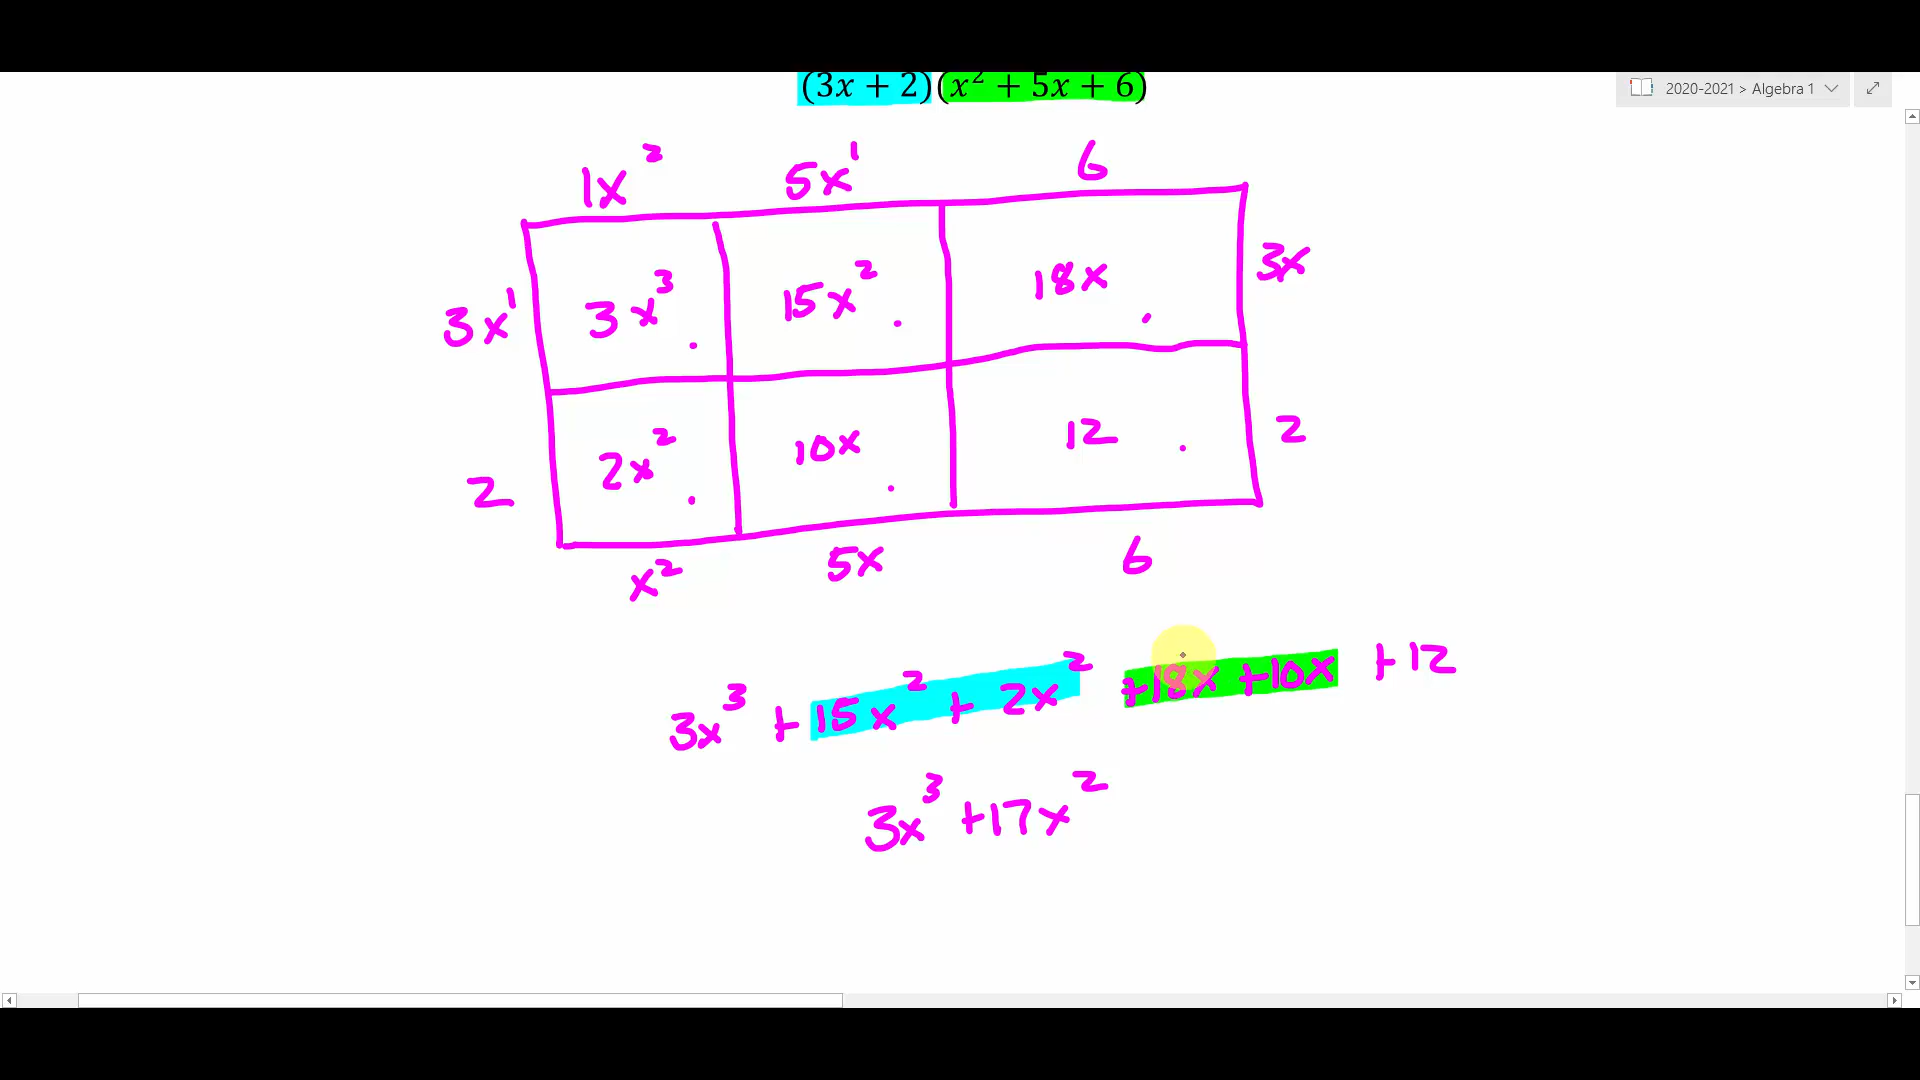 (3x + 2)(x² + 5x + 6)
2020-2021 > Algebra 1
1x² 5x¹ 6
3x¹ 3x³ 15x² 18x 3x
2 2x² 10x 12 2
x² 5x 6
3x³ + 15x² + 2x² +18x +10x +12
3x³ +17x²